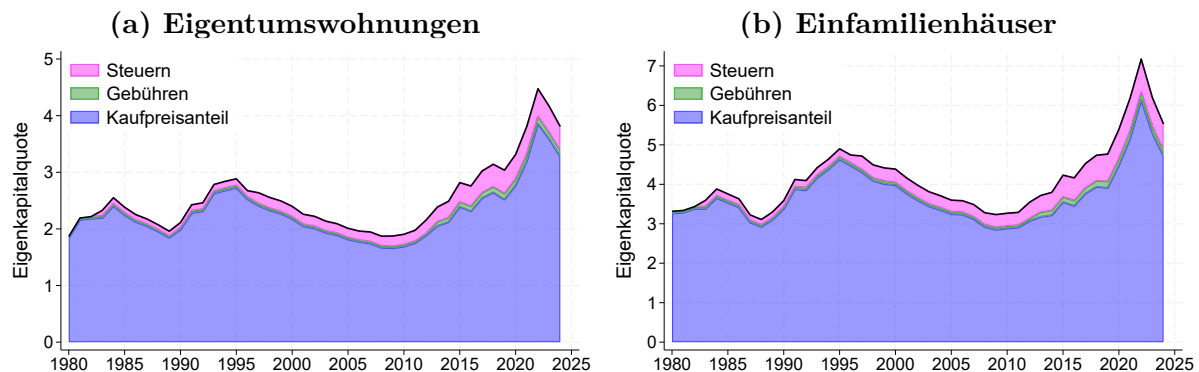 (a) Eigentumswohnungen
Eigenkapitalquote
5
4
3
2
1
0
Steuern
Gebühren
Kaufpreisanteil
1980 1985 1990 1995 2000 2005 2010 2015 2020 2025
(b) Einfamilienhäuser
Eigenkapitalquote
7
6
5
4
3
2
1
0
Steuern
Gebühren
Kaufpreisanteil
1980 1985 1990 1995 2000 2005 2010 2015 2020 2025